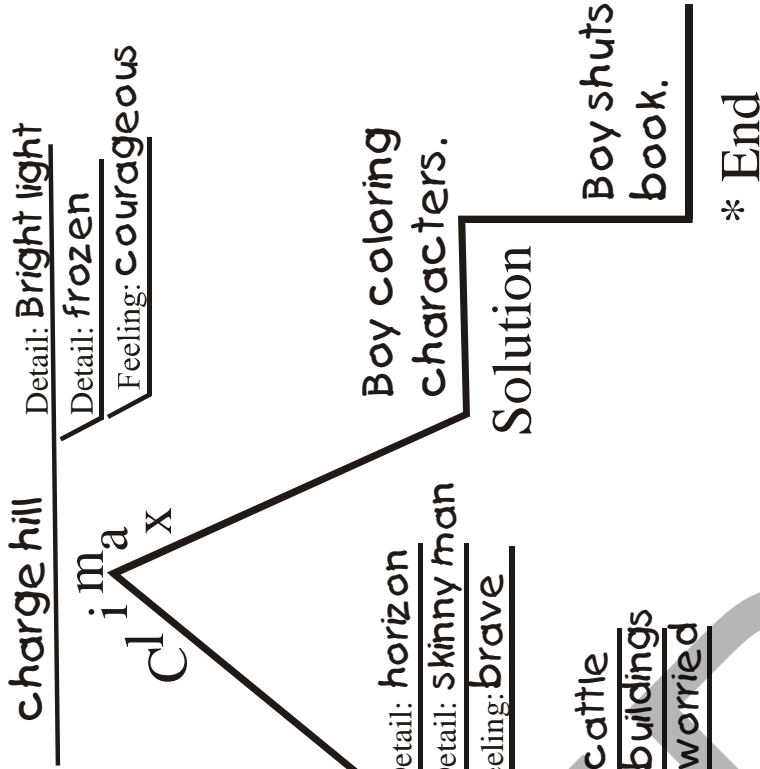 charge hill
Detail: Bright light
Detail: frozen
Feeling: courageous
Climax
Boy coloring
characters.
Solution
Boy shuts
book.
* End
etail: horizon
etail: skinny man
eeling: brave
cattle
buildings
worried